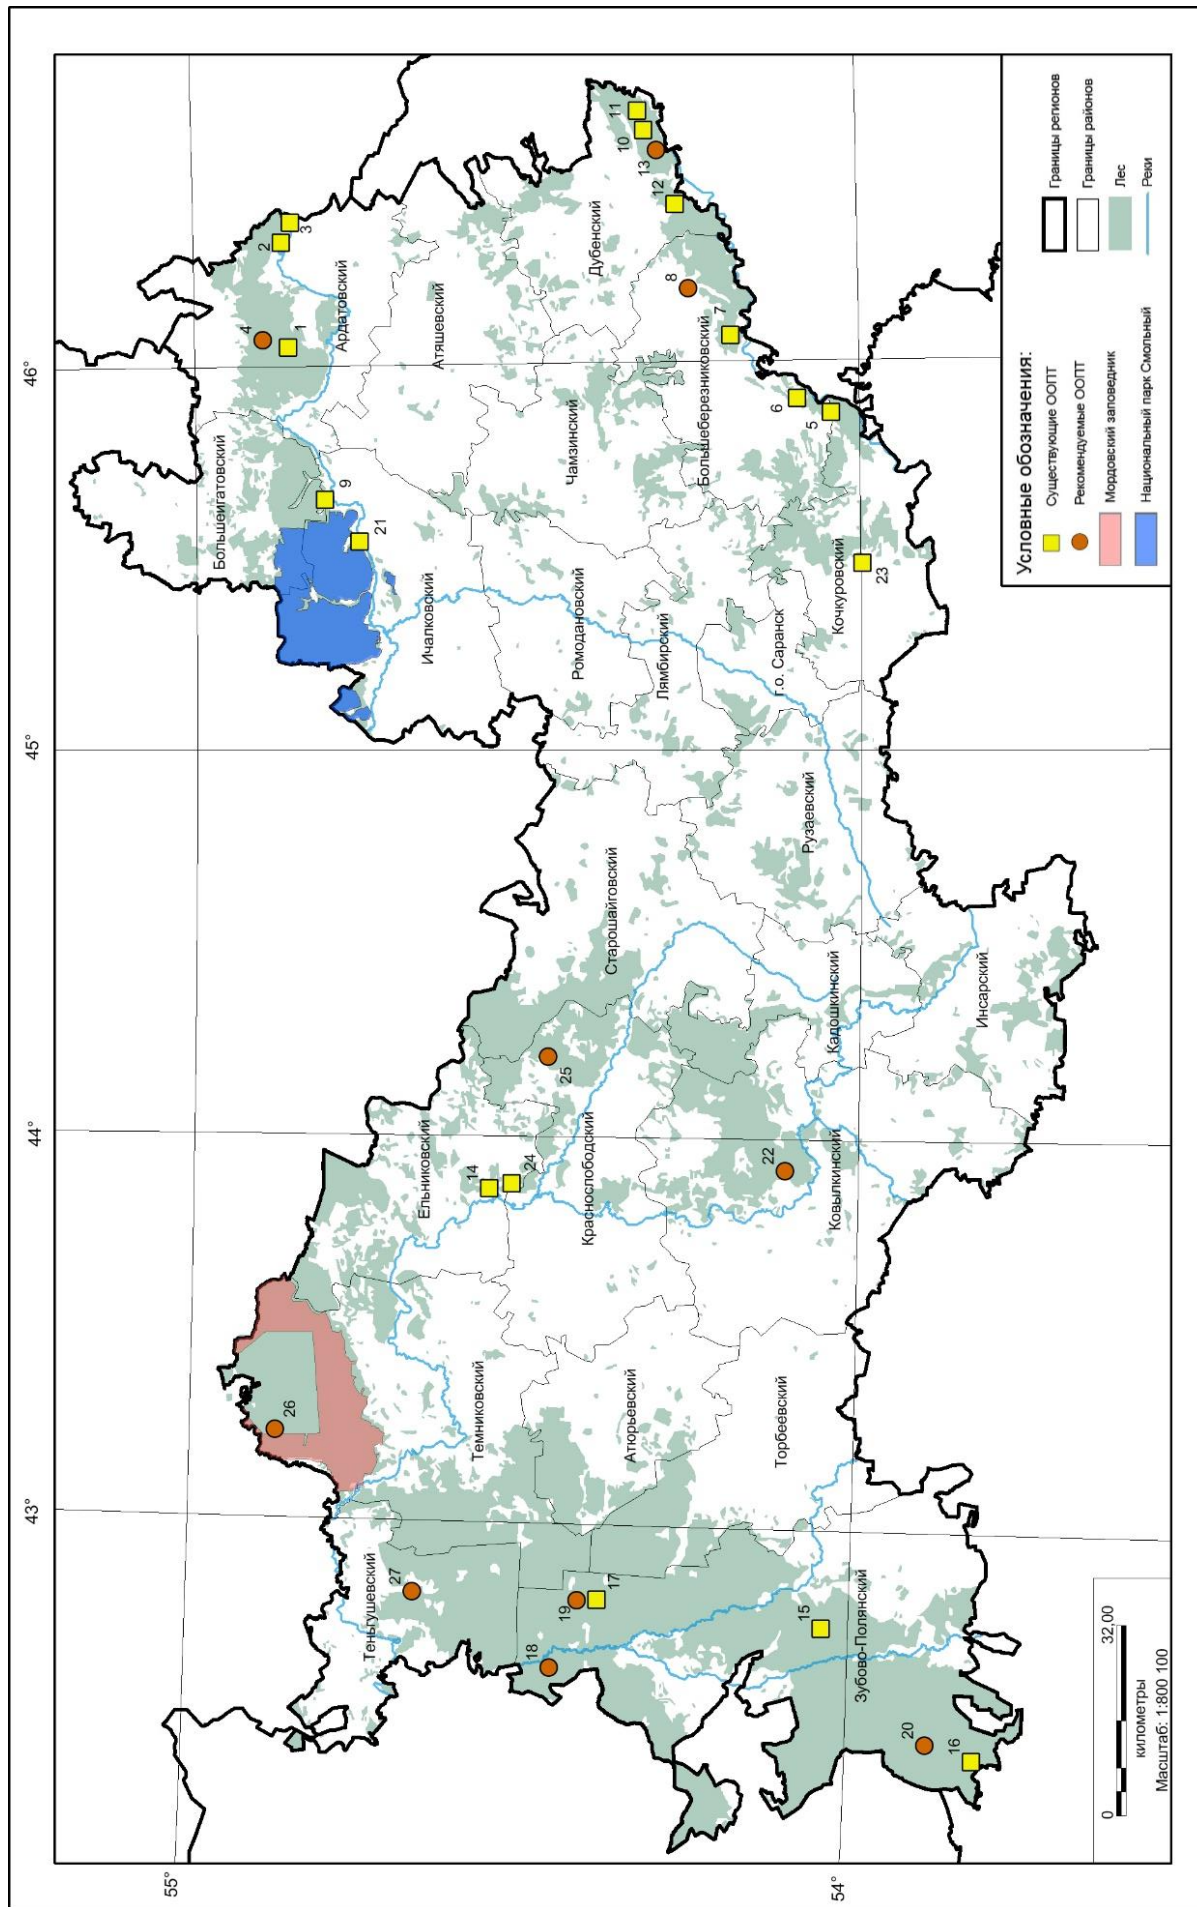 43°
44°
45°
46°
55°
54°
Теньгушевский
Темниковский
Ельниковский
Большеигнатовский
Ардатовский
Ичалковский
Атяшевский
Атюрьевский
Краснослободский
Старошайговский
Ромодановский
Чамзинский
Дубенский
Лямбирский
Большеберезниковский
Зубово-Полянский
Торбеевский
Ковылкинский
Кадошкинский
Рузаевский
г.о. Саранск
Кочкуровский
Инсарский
1
2
3
4
5
6
7
8
9
10
11
12
13
14
15
16
17
18
19
20
21
22
23
24
25
26
27
0
32,00
километры
Масштаб: 1:800 100
Условные обозначения:
Существующие ООПТ
Рекомендуемые ООПТ
Мордовский заповедник
Национальный парк Смольный
Границы регионов
Границы районов
Лес
Реки